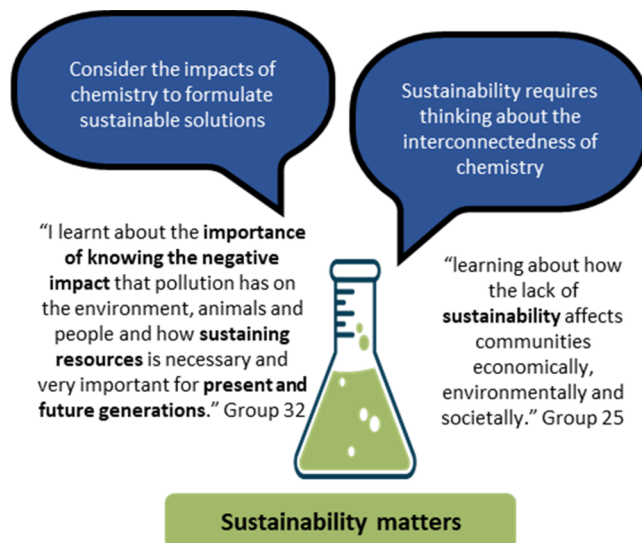 Consider the impacts of
chemistry to formulate
sustainable solutions
Sustainability requires
thinking about the
interconnectedness of
chemistry
“I learnt about the importance
of knowing the negative
impact that pollution has on
the environment, animals and
people and how sustaining
resources is necessary and
very important for present and
future generations.” Group 32
“learning about how
the lack of
sustainability affects
communities
economically,
environmentally and
societally.” Group 25
Sustainability matters